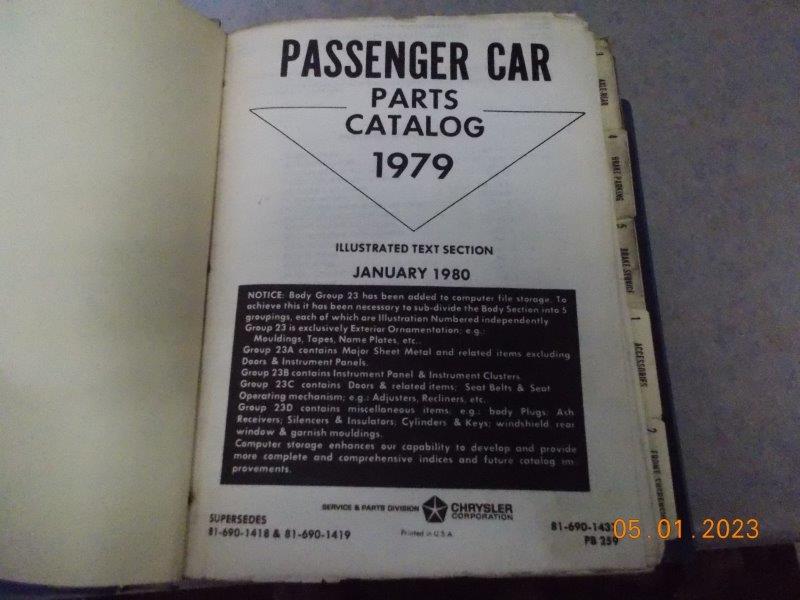 PASSENGER CAR
PARTS
CATALOG
1979
ILLUSTRATED TEXT SECTION
JANUARY 1980
NOTICE: Body Group 23 has been added to computer file storage. To
achieve this it has been necessary to sub-divide the Body Section into 5
groupings, each of which are Illustration Numbered independently
Group 23 is exclusively Exterior Ornamentation; e.g.:
Mouldings, Tapes, Name Plates, etc..
Group 23A contains Major Sheet Metal and related items excluding
Doors & Instrument Panels.
Group 23B contains Instrument Panel & Instrument Clusters
Group 23C contains Doors & related items; Seat Belts & Seat
Operating mechanism; e.g.: Adjusters, Recliners, etc.
Group 23D contains miscellaneous items; e.g.: body Plugs; Ash
Receivers; Silencers & Insulators; Cylinders & Keys; windshield, rear
window & garnish mouldings.
Computer storage enhances our capability to develop and provide
more complete and comprehensive indices and future catalog im-
provements.
SERVICE & PARTS DIVISION
CHRYSLER
CORPORATION
SUPERSEDES
81-690-1418 & 81-690-1419
Printed in U.S.A.
PB 259
3 AXLE-REAR
4 BRAKE PARKING
5 BRAKE SERVICE
1 ACCESSORIES
2 FRONT
05.01.2023